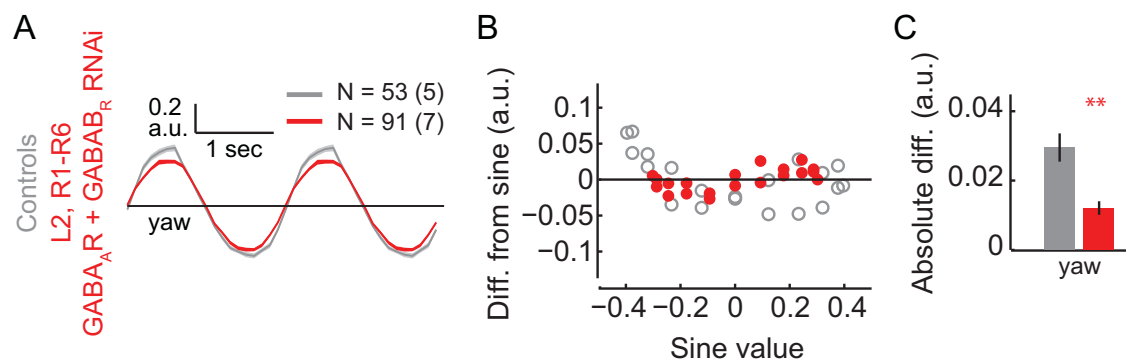 A
Controls
L2, R1-R6
GABAAR + GABABR RNAi
0.2
a.u.
1 sec
N = 53 (5)
N = 91 (7)
yaw
B
Diff. from sine (a.u.)
0.1
0.05
0
−0.05
−0.1
−0.4
−0.2
0
0.2
0.4
Sine value
C
Absolute diff. (a.u.)
0.04
0.02
0
**
yaw